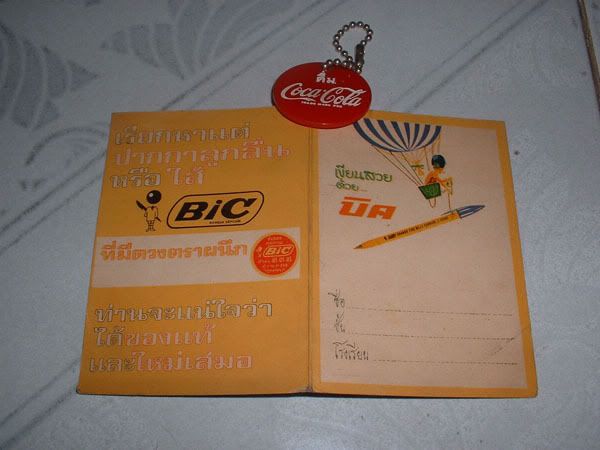 ดื่ม
Coca-Cola
TRADE MARK REG
เรียกหาแต่
ปากกาลูกลื่น
หรือ ไส้
BiC
ที่มีดวงตราผนึก
BiC
ท่านจะแน่ใจว่า
ได้ของแท้
และใหม่เสมอ
เขียนสวย
ด้วย...
บิค
ชื่อ
ชั้น
โรงเรียน